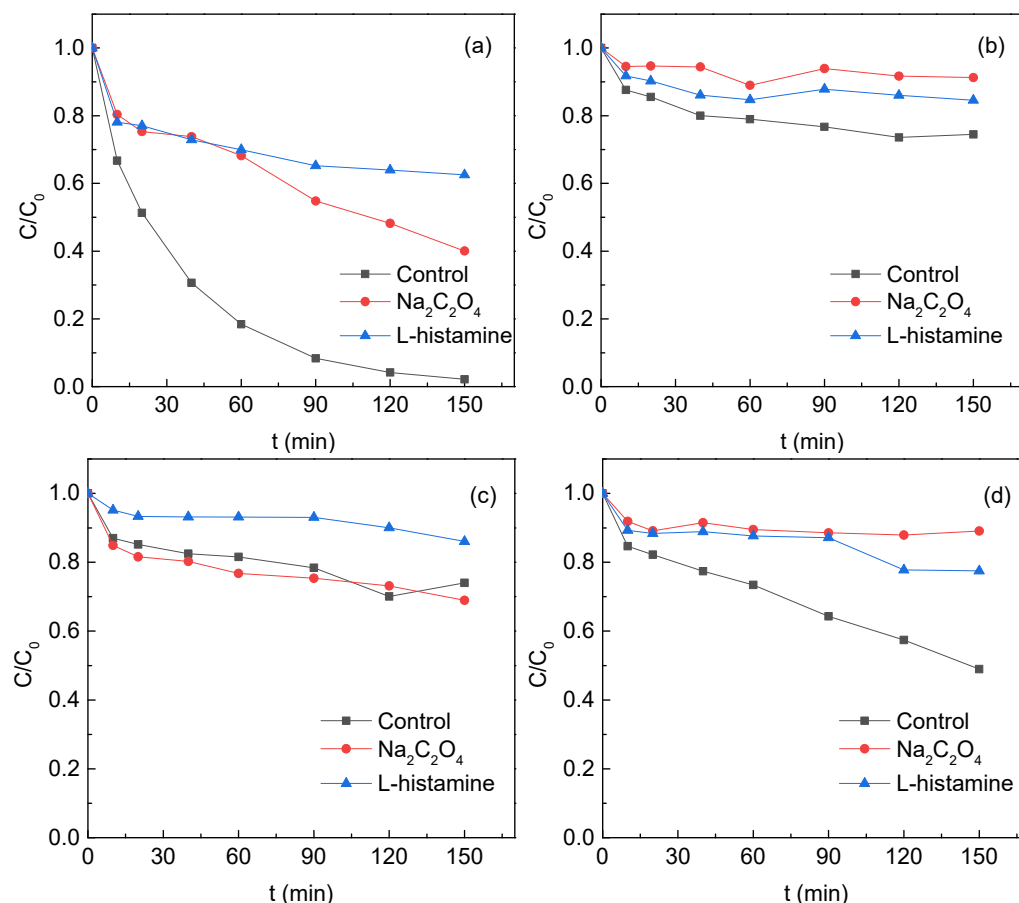 (a)
1.0
0.8
0.6
0.4
0.2
0.0
C/C₀
Control
Na₂C₂O₄
L-histamine
0 30 60 90 120 150
t (min)
(b)
1.0
0.8
0.6
0.4
0.2
0.0
C/C₀
Control
Na₂C₂O₄
L-histamine
0 30 60 90 120 150
t (min)
(c)
1.0
0.8
0.6
0.4
0.2
0.0
C/C₀
Control
Na₂C₂O₄
L-histamine
0 30 60 90 120 150
t (min)
(d)
1.0
0.8
0.6
0.4
0.2
0.0
C/C₀
Control
Na₂C₂O₄
L-histamine
0 30 60 90 120 150
t (min)